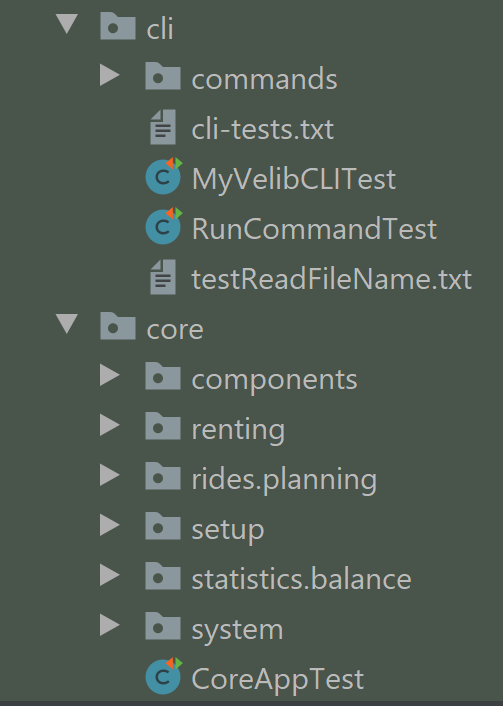 cli
commands
cli-tests.txt
MyVelibCLITest
RunCommandTest
testReadFileName.txt
core
components
renting
rides.planning
setup
statistics.balance
system
CoreAppTest